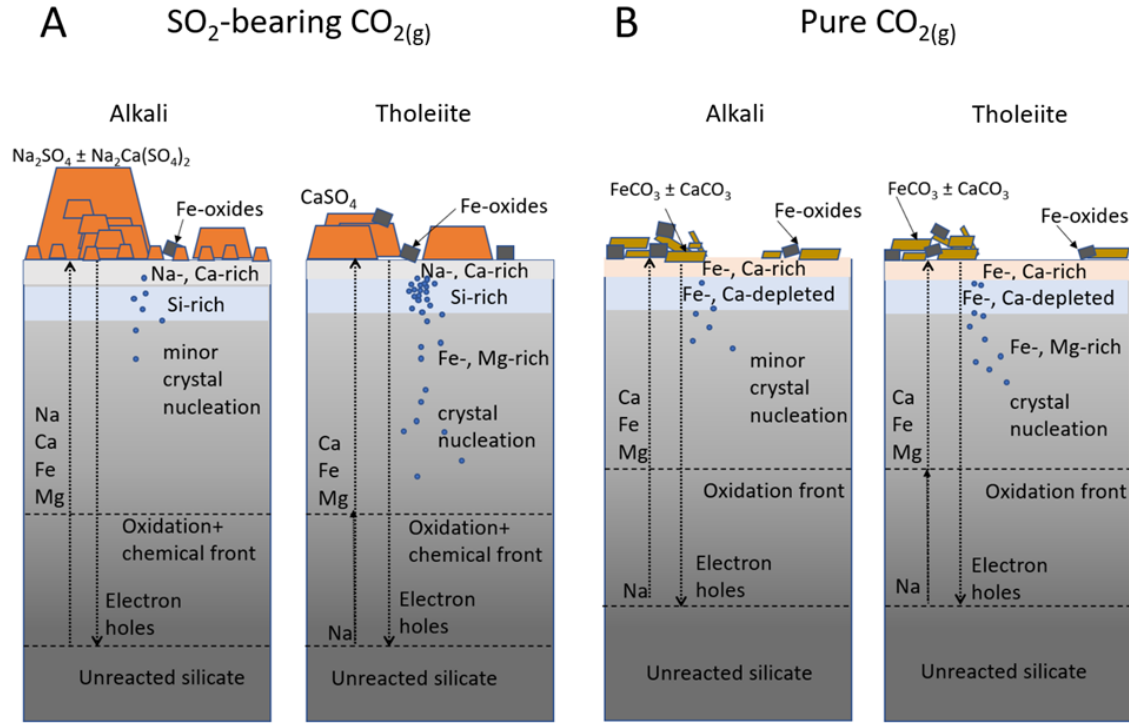 A
SO₂-bearing CO₂(g)
Alkali
Na₂SO₄ ± Na₂Ca(SO₄)₂
Fe-oxides
Na-, Ca-rich
Si-rich
minor
crystal
nucleation
Na
Ca
Fe
Mg
Oxidation+
chemical front
Electron
holes
Unreacted silicate
Tholeiite
CaSO₄
Fe-oxides
Na-, Ca-rich
Si-rich
Fe-, Mg-rich
crystal
nucleation
Ca
Fe
Mg
Oxidation+
chemical front
Electron
holes
Na
Unreacted silicate
B
Pure CO₂(g)
Alkali
FeCO₃ ± CaCO₃
Fe-oxides
Fe-, Ca-rich
Fe-, Ca-depleted
minor
crystal
nucleation
Ca
Fe
Mg
Oxidation front
Electron
holes
Na
Unreacted silicate
Tholeiite
FeCO₃ ± CaCO₃
Fe-oxides
Fe-, Ca-rich
Fe-, Ca-depleted
Fe-, Mg-rich
crystal
nucleation
Ca
Fe
Mg
Oxidation front
Electron
holes
Na
Unreacted silicate